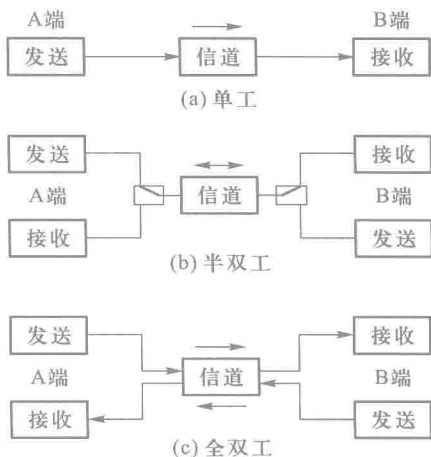 A端 B端
发送 信道 接收
(a)单工
发送 接收
A端 信道 B端
接收 发送
(b)半双工
发送 接收
A端 信道 B端
接收 发送
(c)全双工